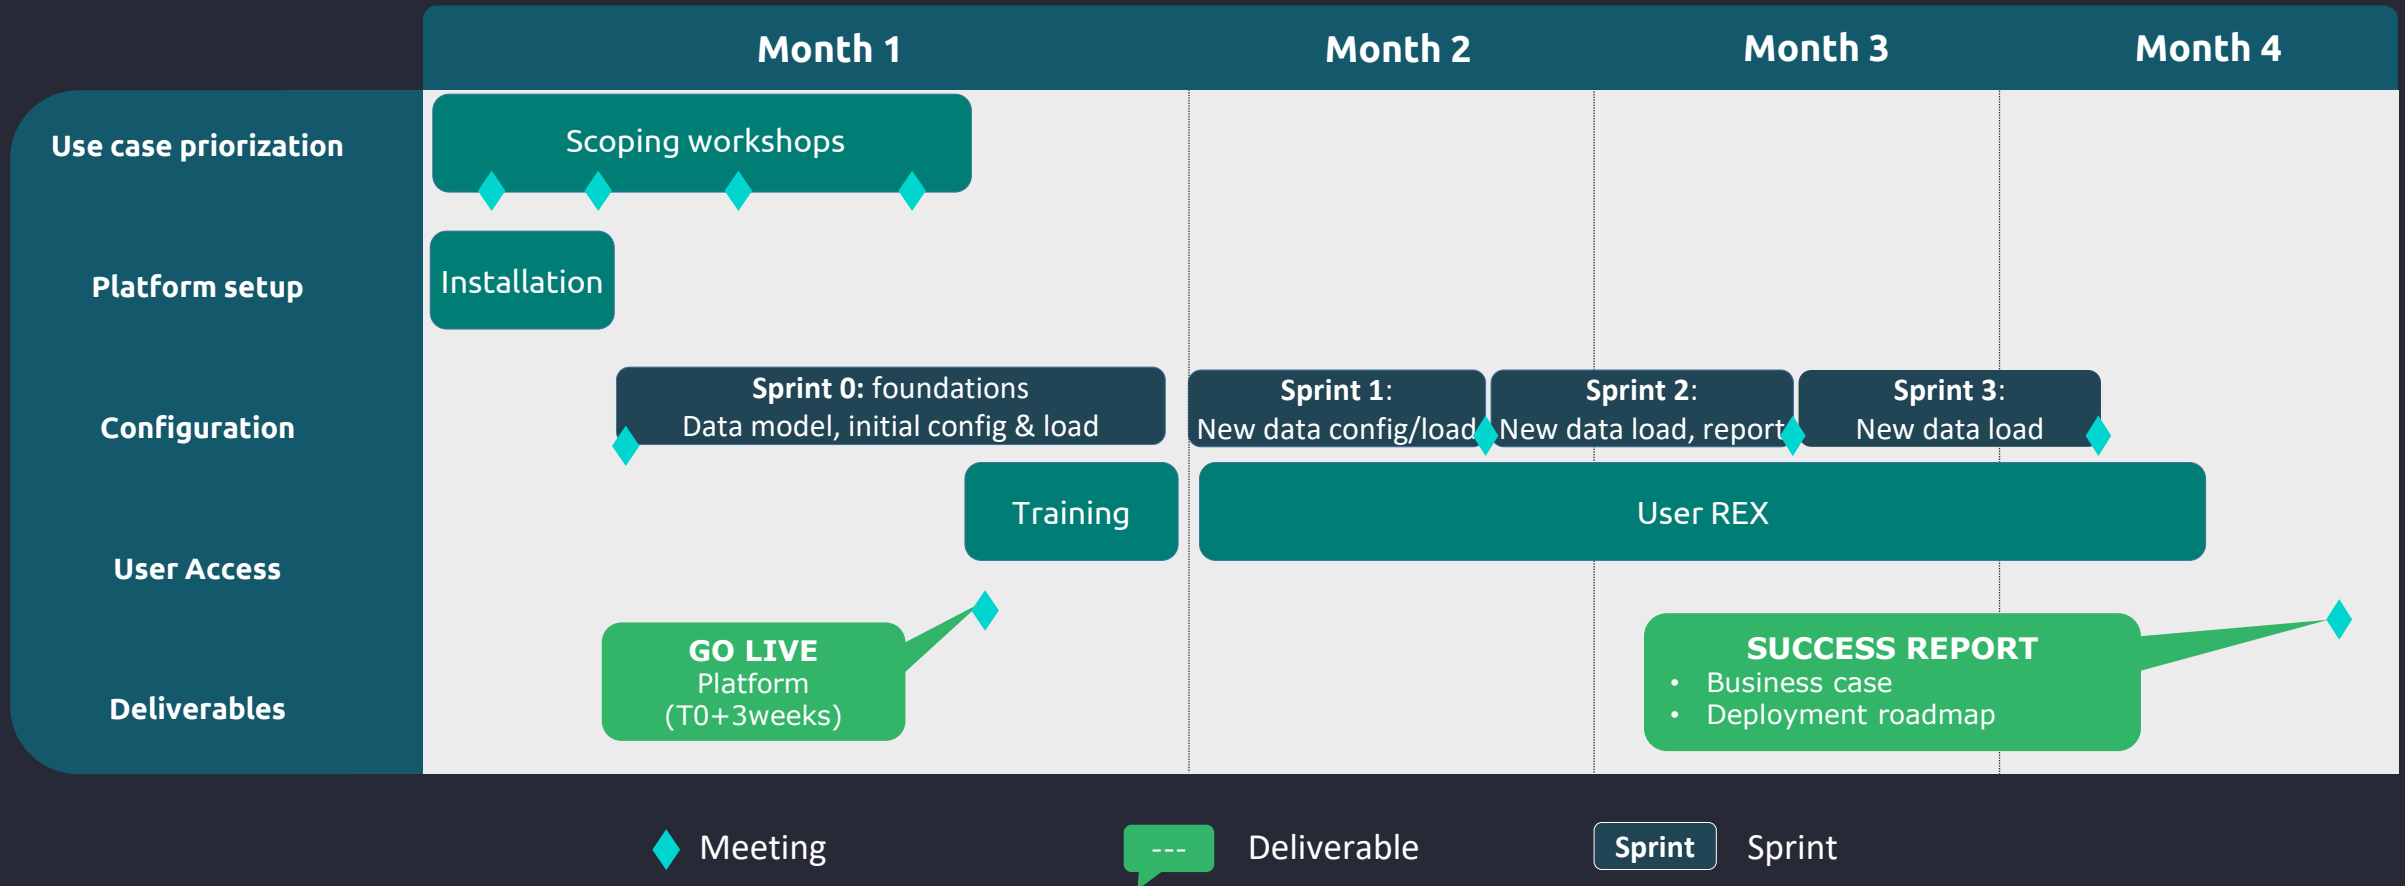 Month 1
Month 2
Month 3
Month 4
Use case priorization
Scoping workshops
Platform setup
Installation
Configuration
Sprint 0: foundations
Data model, initial config & load
Sprint 1:
New data config/load
Sprint 2:
New data load, report
Sprint 3:
New data load
User Access
Training
User REX
Deliverables
GO LIVE
Platform
(T0+3weeks)
SUCCESS REPORT
• Business case
• Deployment roadmap
Meeting
---
Deliverable
Sprint
Sprint